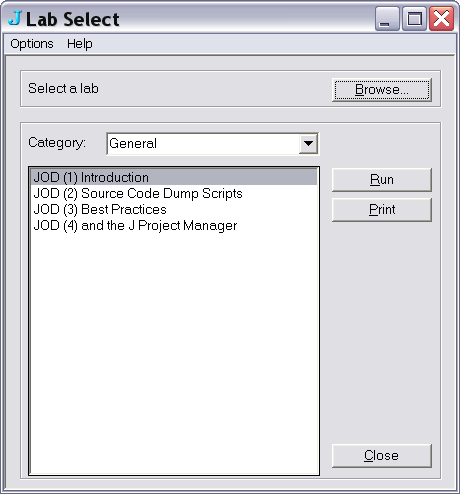 J Lab Select
Options Help
Select a lab
Browse...
Category: General
JOD (1) Introduction
JOD (2) Source Code Dump Scripts
JOD (3) Best Practices
JOD (4) and the J Project Manager
Run
Print
Close